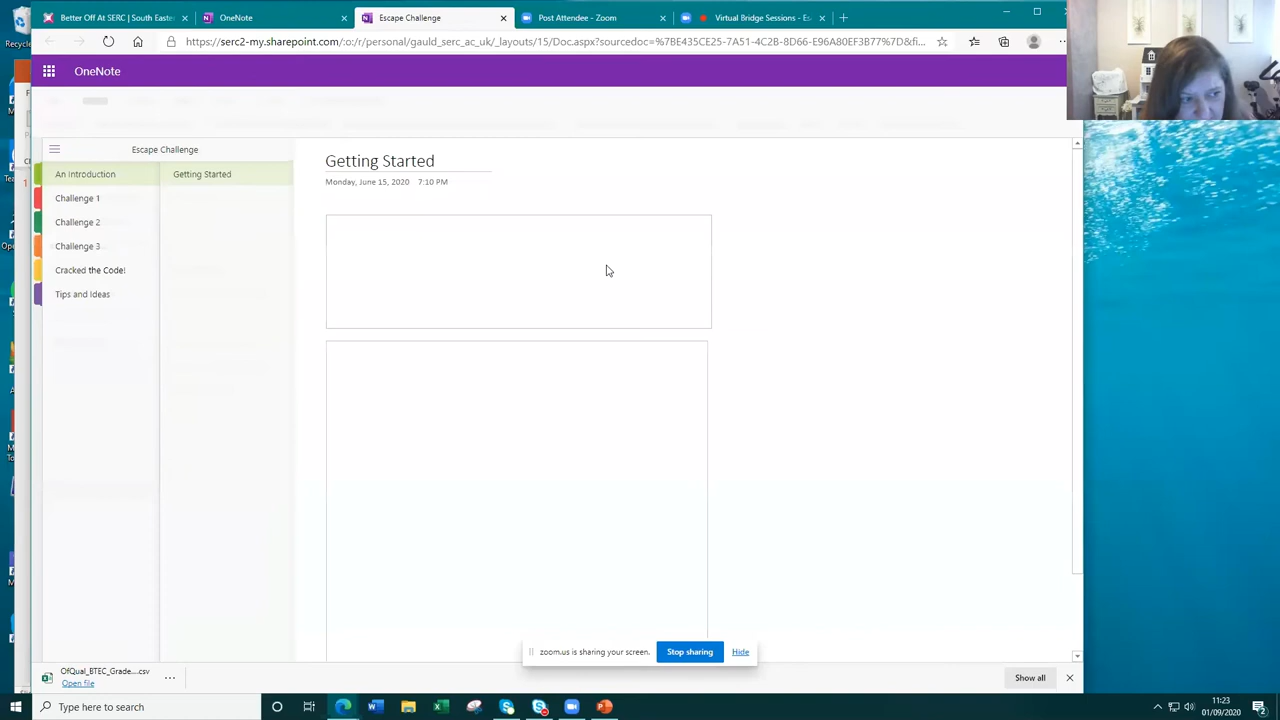 Better Off At SERC | South Easter
OneNote
Escape Challenge
Post Attendee - Zoom
Virtual Bridge Sessions - Es
https://serc2-my.sharepoint.com/:o:/r/personal/gauld_serc_ac_uk/_layouts/15/Doc.aspx?sourcedoc=%7BE435CE25-7A51-4C2B-8D66-E96A80EF3B77%7D&fi...
OneNote
Escape Challenge
An Introduction
Challenge 1
Challenge 2
Challenge 3
Cracked the Code!
Tips and Ideas
Getting Started
Getting Started
Monday, June 15, 2020 7:10 PM
zoom.us is sharing your screen.
Stop sharing
Hide
OfQual_BTEC_Grade....csv
Open file
Show all
Type here to search
11:23
01/09/2020
2